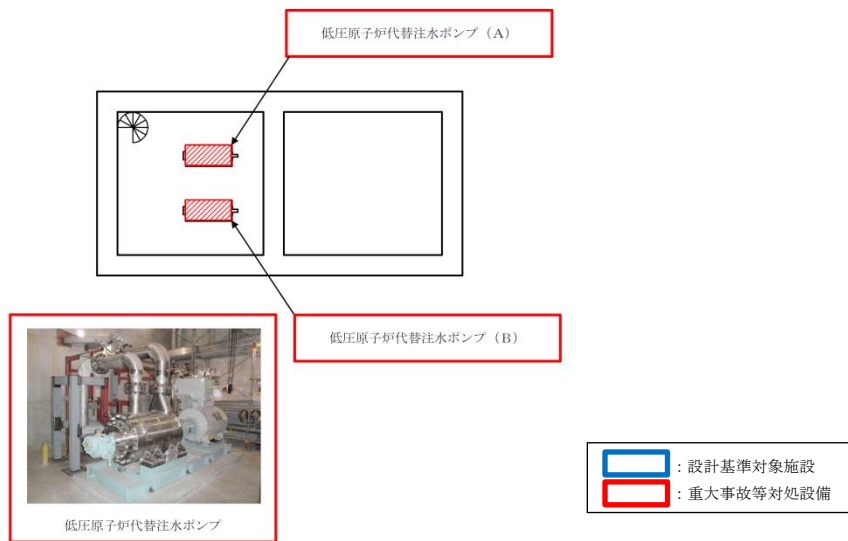 低圧原子炉代替注水ポンプ（A）
低圧原子炉代替注水ポンプ（B）
低圧原子炉代替注水ポンプ
：設計基準対象施設
：重大事故等対処設備